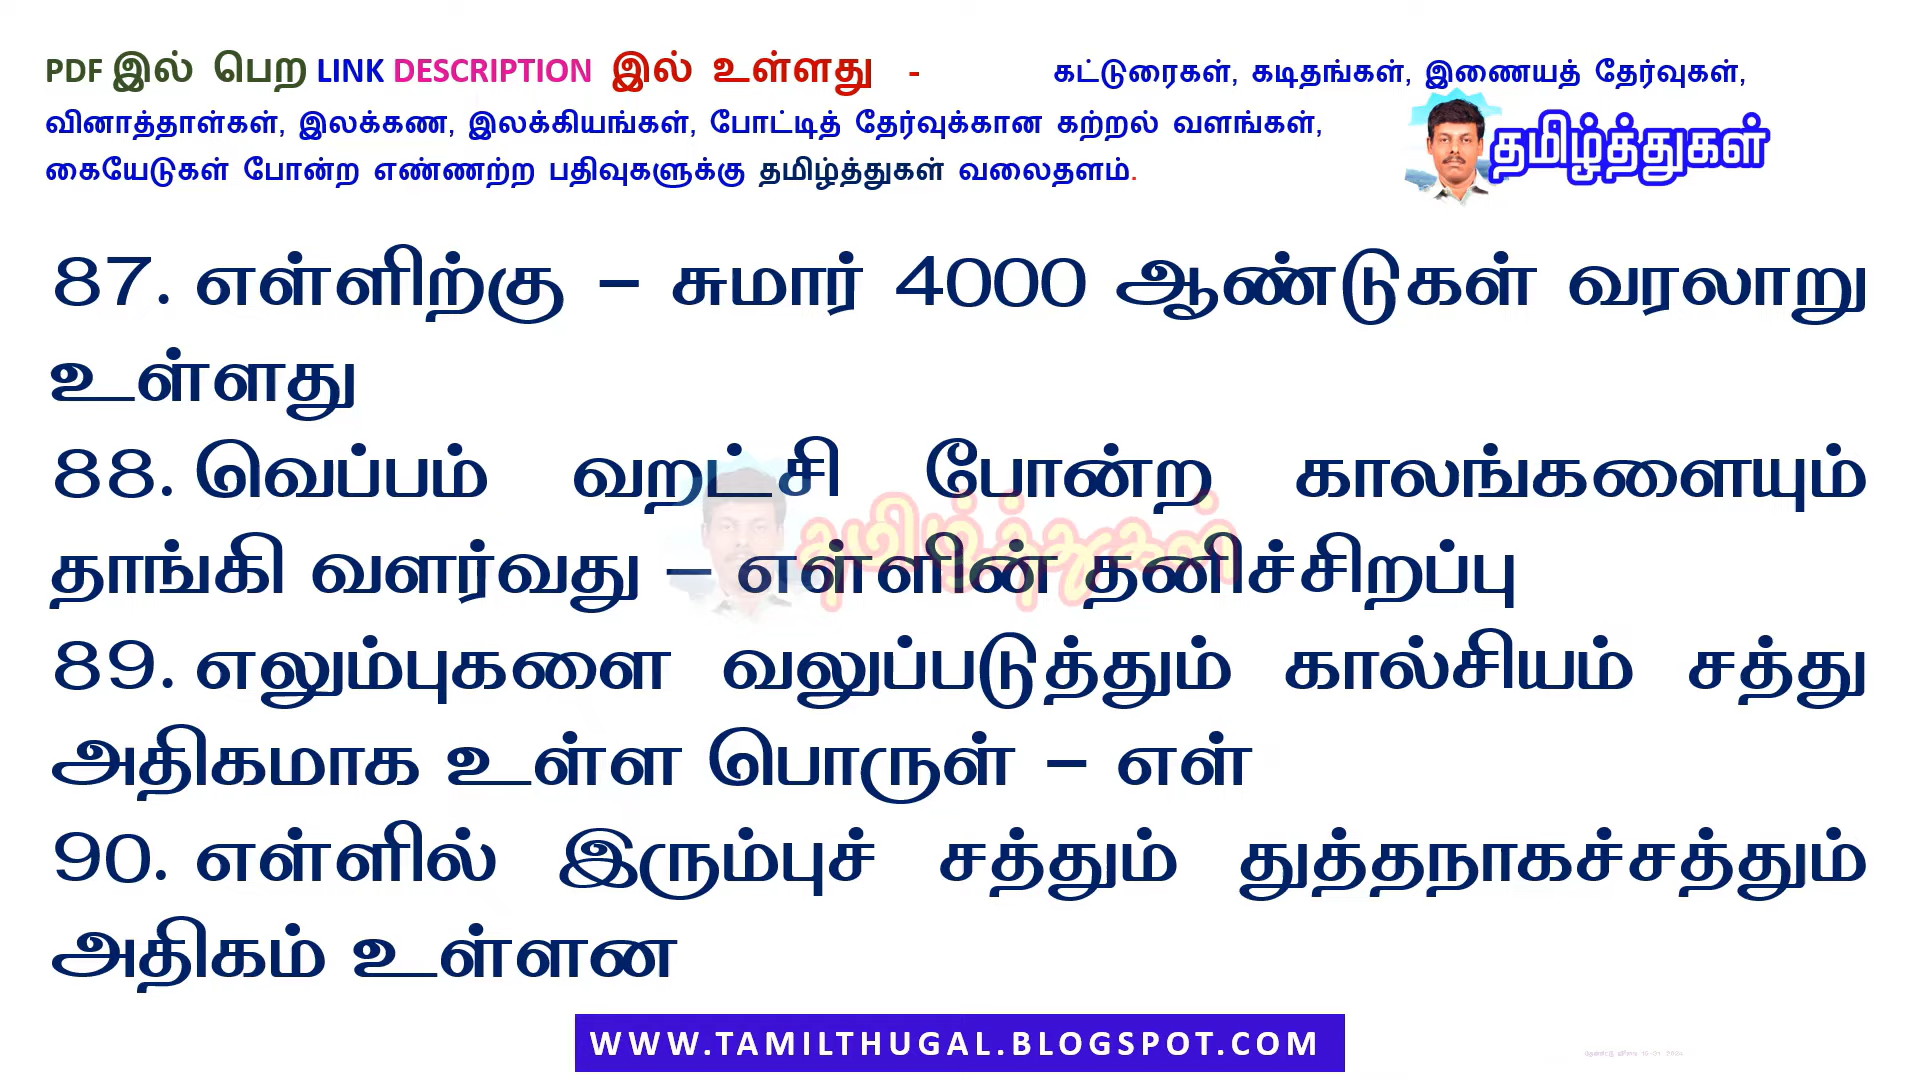 PDF இல் பெற LINK DESCRIPTION இல் உள்ளது - கட்டுரைகள், கடிதங்கள், இணையத் தேர்வுகள்,
வினாத்தாள்கள், இலக்கண, இலக்கியங்கள், போட்டித் தேர்வுக்கான கற்றல் வளங்கள்,
கையேடுகள் போன்ற எண்ணற்ற பதிவுகளுக்கு தமிழ்த்துகள் வலைதளம்.
தமிழ்த்துகள்
87. எள்ளிற்கு – சுமார் 4000 ஆண்டுகள் வரலாறு
உள்ளது
88. வெப்பம் வறட்சி போன்ற காலங்களையும்
தாங்கி வளர்வது – எள்ளின் தனிச்சிறப்பு
தமிழ்த்துகள்
89. எலும்புகளை வலுப்படுத்தும் கால்சியம் சத்து
அதிகமாக உள்ள பொருள் – எள்
90. எள்ளில் இரும்புச் சத்தும் துத்தநாகச்சத்தும்
அதிகம் உள்ளன
WWW.TAMILTHUGAL.BLOGSPOT.COM